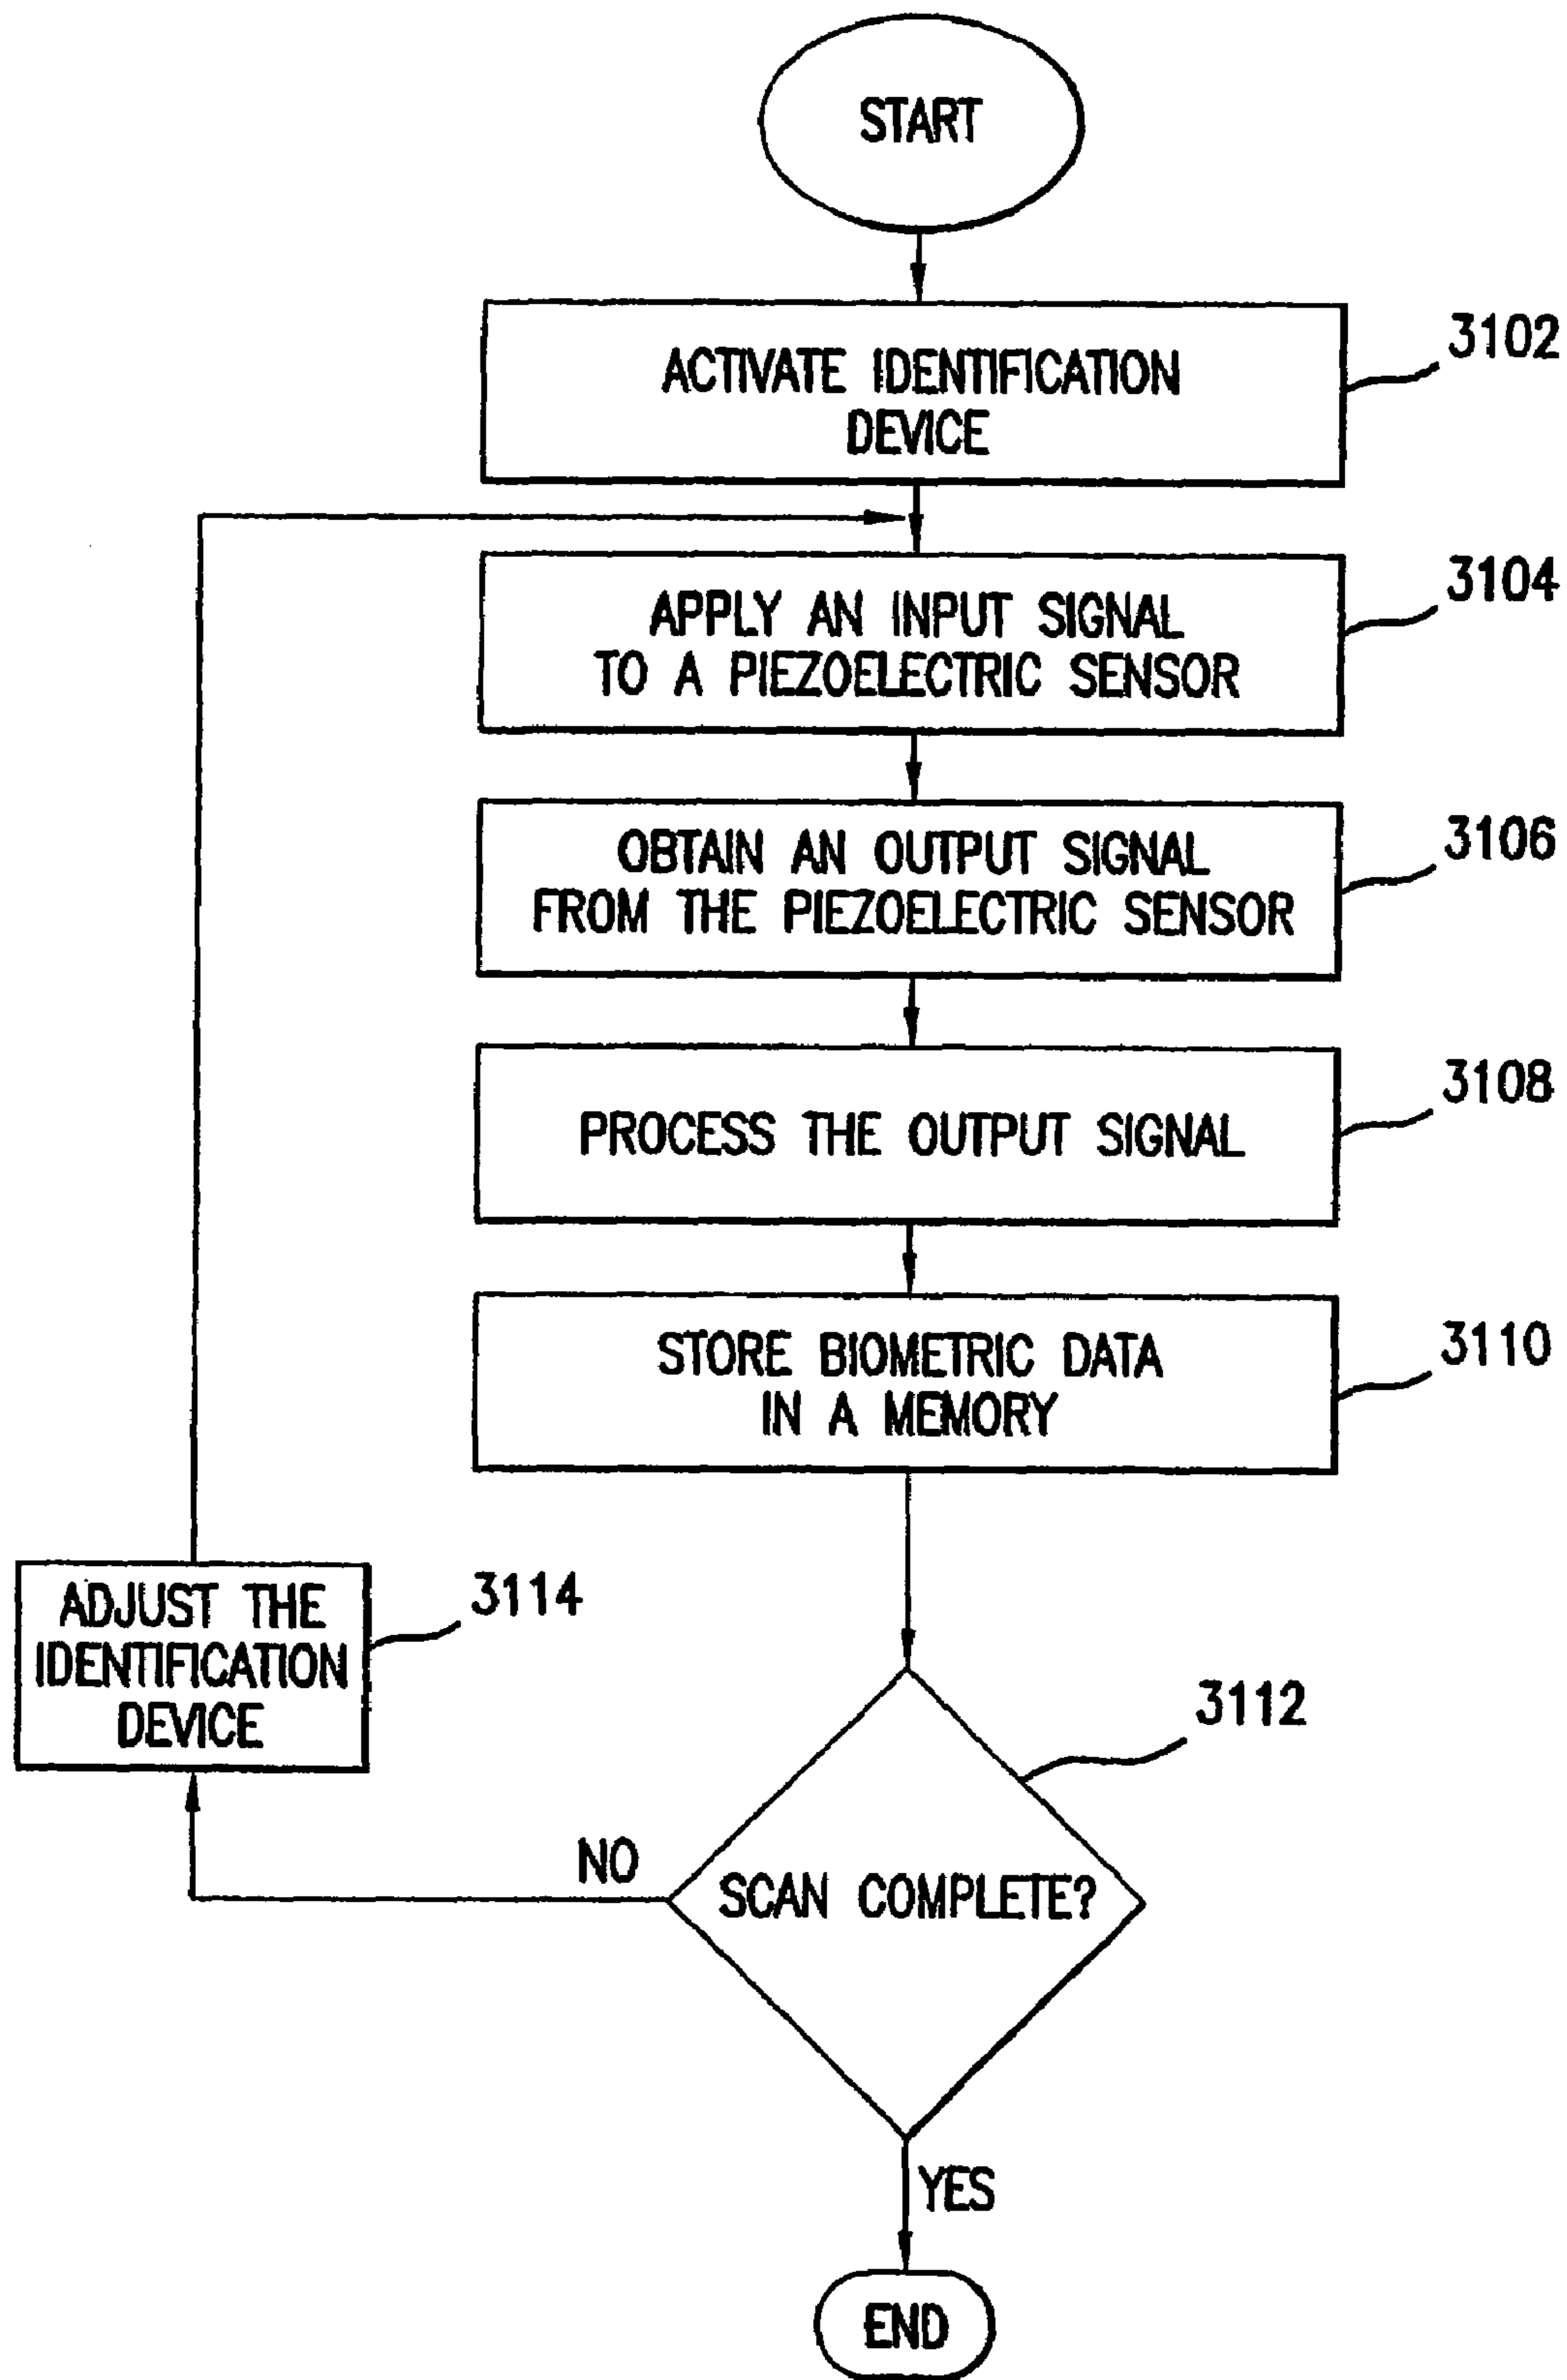 START
ACTIVATE IDENTIFICATION
DEVICE
3102
APPLY AN INPUT SIGNAL
TO A PIEZOELECTRIC SENSOR
3104
OBTAIN AN OUTPUT SIGNAL
FROM THE PIEZOELECTRIC SENSOR
3106
PROCESS THE OUTPUT SIGNAL
3108
STORE BIOMETRIC DATA
IN A MEMORY
3110
ADJUST THE
IDENTIFICATION
DEVICE
3114
3112
NO
SCAN COMPLETE?
YES
END